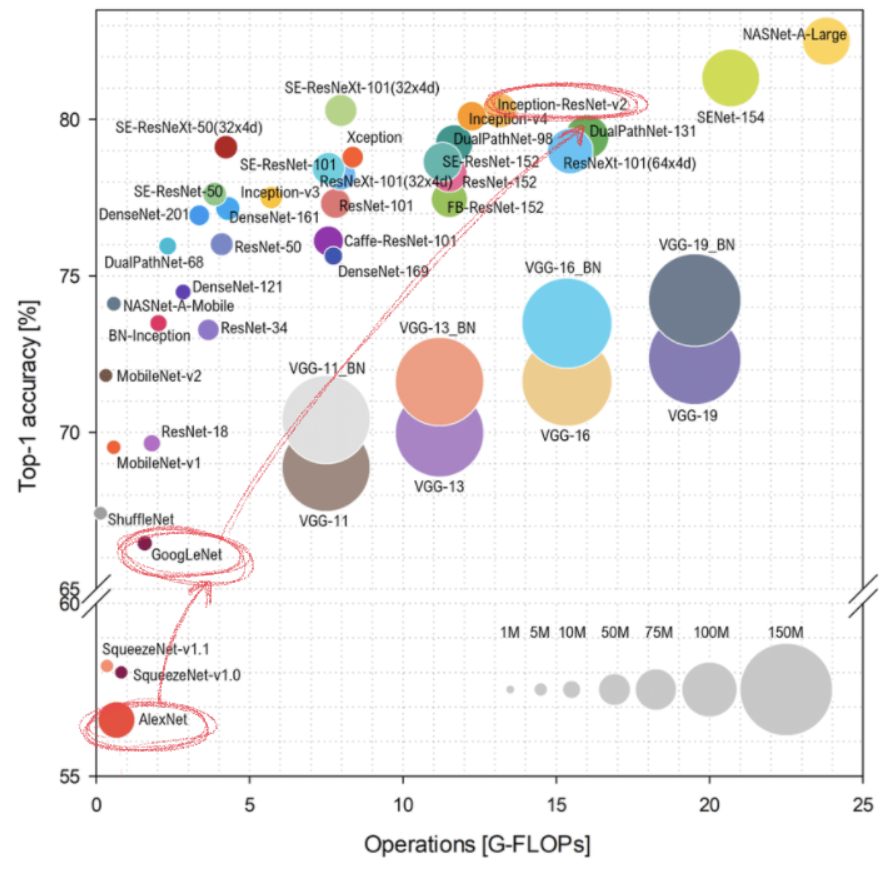 NASNet-A-Large
SE-ResNeXt-101(32x4d)
Inception-ResNet-v2
SENet-154
80
Inception-v4
SE-ResNeXt-50(32x4d)
DualPathNet-131
Xception
DualPathNet-98
SE-ResNet-101
SE-ResNet-152
ResNeXt-101(64x4d)
ResNeXt-101(32x4d)
ResNet-152
SE-ResNet-50
Inception-v3
ResNet-101
FB-ResNet-152
DenseNet-201
DenseNet-161
ResNet-50
Caffe-ResNet-101
DualPathNet-68
DenseNet-169
VGG-19_BN
75
VGG-16_BN
DenseNet-121
NASNet-A-Mobile
BN-Inception
ResNet-34
VGG-13_BN
VGG-11_BN
MobileNet-v2
VGG-19
70
ResNet-18
VGG-16
MobileNet-v1
VGG-13
ShuffleNet
VGG-11
GoogLeNet
65
60
1M 5M 10M 50M 75M 100M 150M
SqueezeNet-v1.1
SqueezeNet-v1.0
AlexNet
55
Top-1 accuracy [%]
0 5 10 15 20 25
Operations [G-FLOPs]